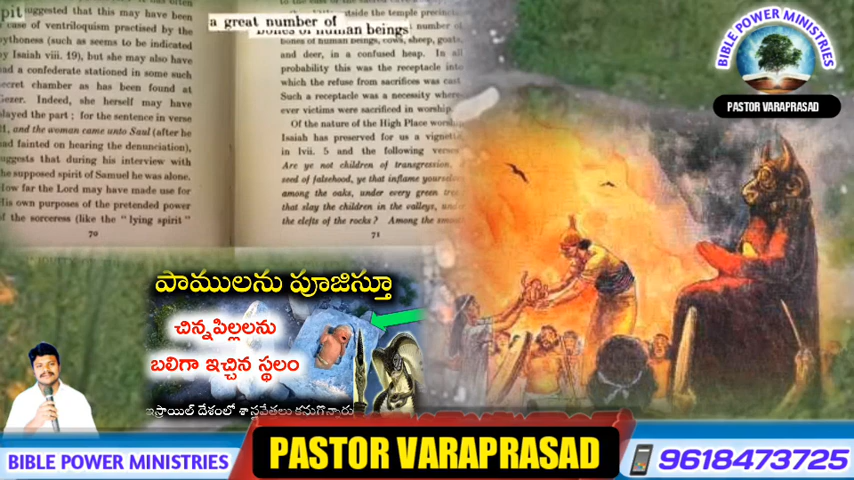 suggested that this may have been
case of ventriloquism practised by the
pythoness (such as seems to be indicated
by Isaiah viii. 19), but she may also have
had a confederate stationed in some such
secret chamber as has been found at
Gezer. Indeed, she herself may have
played the part; for the sentence in verse
and the woman came unto Saul (after he
had fainted on hearing the denunciation),
suggests that during his interview with
the supposed spirit of Samuel he was alone.
How far the Lord may have made use for
His own purposes of the pretended power
of the sorceress (like the "lying spirit"
70
outside the temple precincts
a great number of
number of
bones of human beings
bones of human beings, cows, sheep, goats,
and deer, in a confused heap. In all
probability this was the receptacle into
which the refuse from sacrifices was cast.
Such a receptacle was a necessity where-
ever victims were sacrificed in worship.
Of the nature of the High Place worship
Isaiah has preserved for us a vignette
in lvii. 5 and the following verses
Are ye not children of transgression,
seed of falsehood, ye that inflame yourselves
among the oaks, under every green tree
that slay the children in the valleys, under
the clefts of the rocks? Among the smooth
71
BIBLE POWER MINISTRIES
PASTOR VARAPRASAD
పాములను పూజిస్తూ
చిన్నపిల్లలను
బలిగా ఇచ్చిన స్థలం
ఇస్రాయిల్ దేశంలో శాస్త్రవేతలు కనుగొన్నారు
BIBLE POWER MINISTRIES
PASTOR VARAPRASAD
9618473725